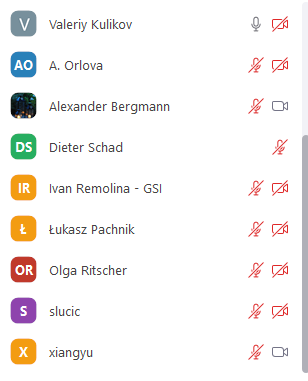 V Valeriy Kulikov
AO A. Orlova
Alexander Bergmann
DS Dieter Schad
IR Ivan Remolina - GSI
Ł Łukasz Pachnik
OR Olga Ritscher
S slucic
X xiangyu